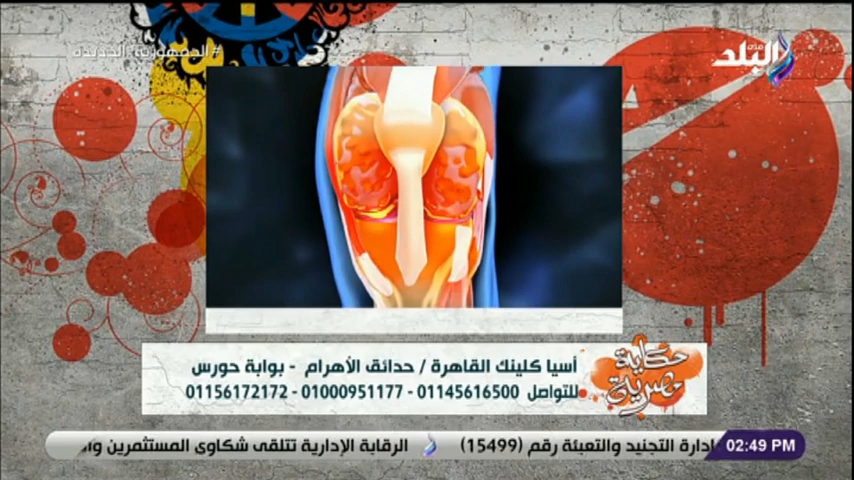 #الجمهورية_الجديدة
صدى
البلد
أسيا كلينك القاهرة / حدائق الأهرام - بوابة حورس
للتواصل 01145616500 - 01000951177 - 01156172172
حكاية
مصرية
إدارة التجنيد والتعبئة رقم (15499) الرقابة الإدارية تتلقى شكاوى المستثمرين
02:49 PM